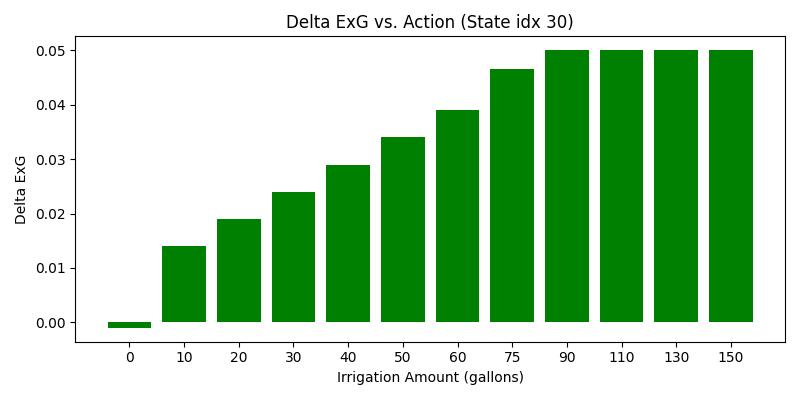 Delta ExG vs. Action (State idx 30)
0.05
0.04
0.03
0.02
0.01
0.00
Delta ExG
0 10 20 30 40 50 60 75 90 110 130 150
Irrigation Amount (gallons)